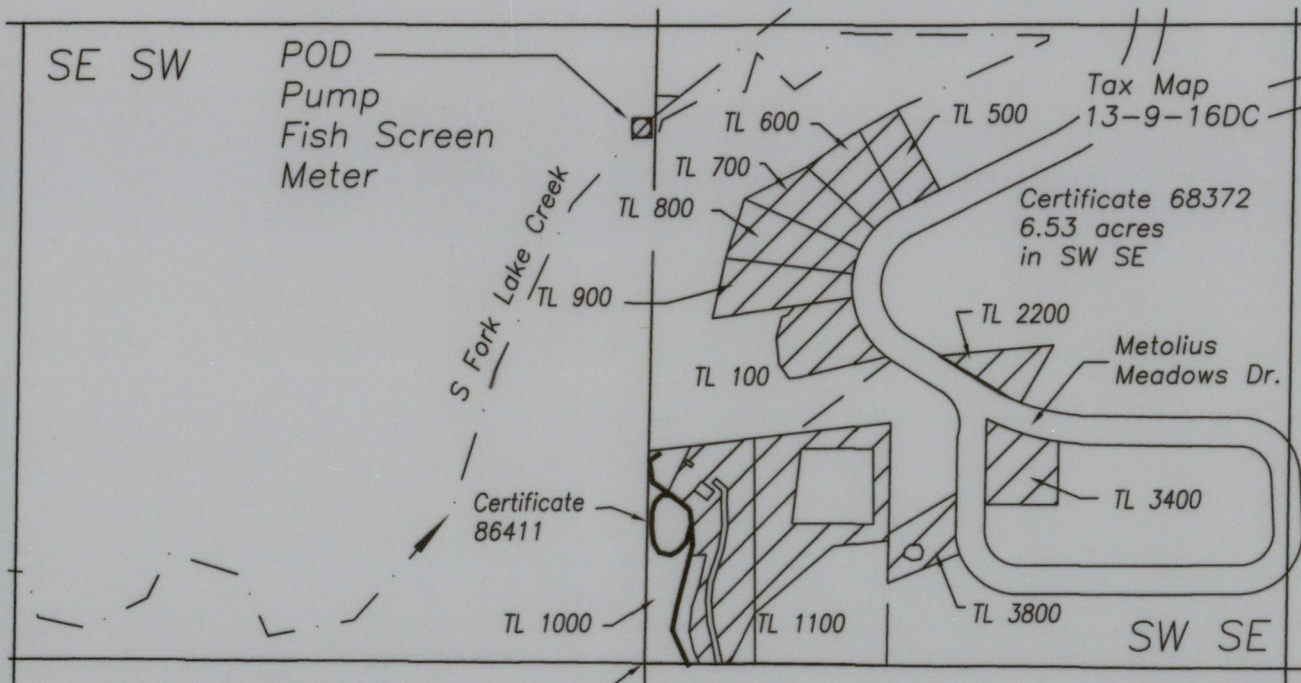 SE SW
POD
Pump
Fish Screen
Meter
S Fork Lake Creek
TL 600
TL 500
TL 700
TL 800
TL 900
Tax Map
13-9-16DC
Certificate 68372
6.53 acres
in SW SE
TL 2200
TL 100
Metolius
Meadows Dr.
Certificate
86411
TL 3400
TL 1000
TL 1100
TL 3800
SW SE